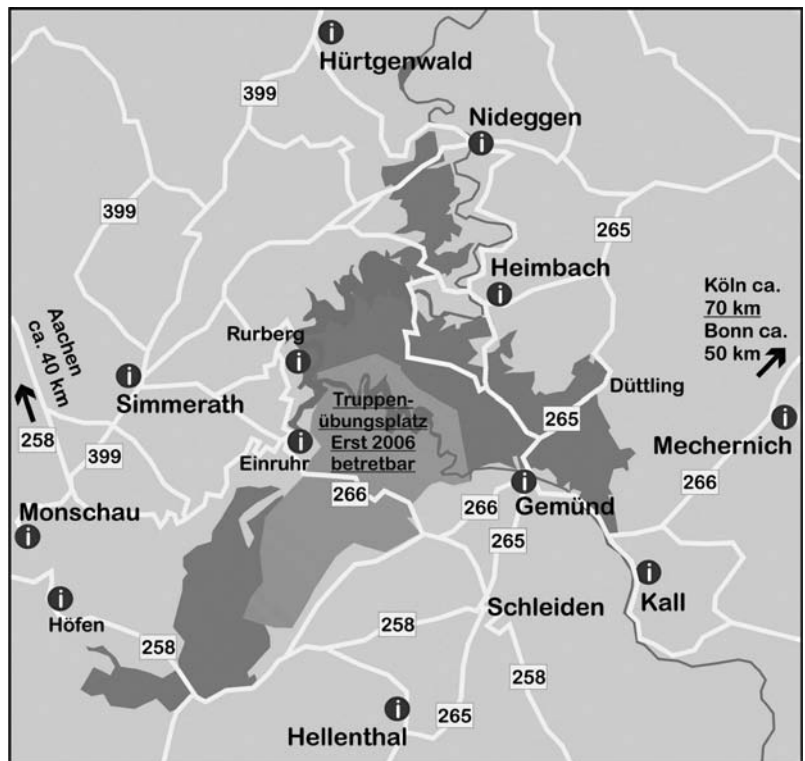 i
Hürtgenwald
399
Nideggen
i
399
265
Heimbach
i
Köln ca.
70 km
Bonn ca.
50 km
Aachen
ca. 40 km
Rurberg
i
i
Simmerath
Truppen-
übungsplatz
Erst 2006
betretbar
Düttling
265
i
Mechernich
258
399
Einruhr
i
266
266
266
i
Gemünd
Monschau
i
265
i
Kall
i
Höfen
Schleiden
258
258
258
i
Hellenthal
265